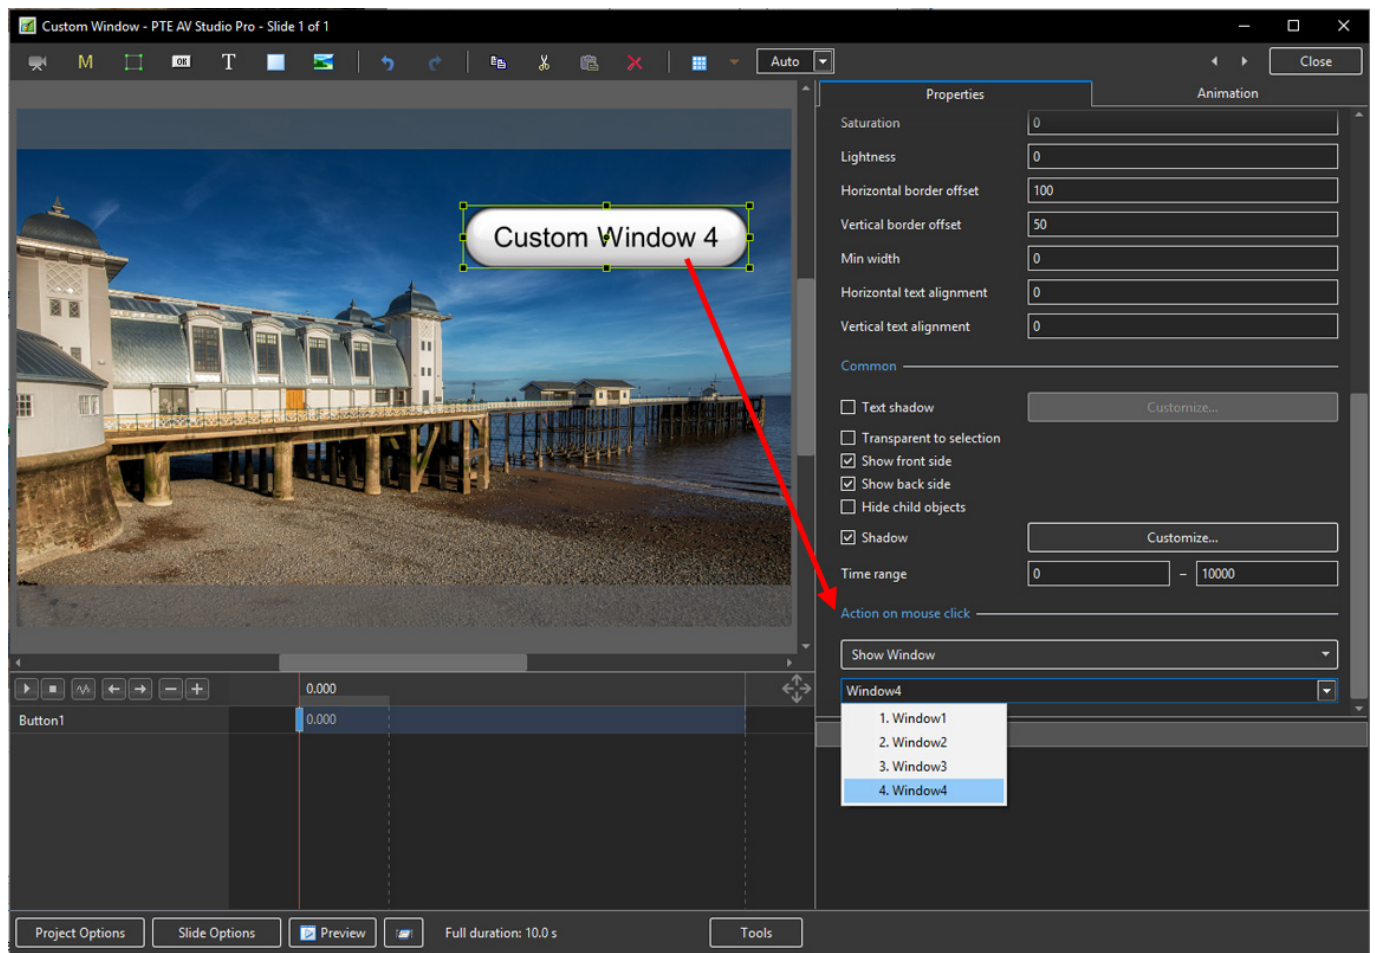 Custom Window - PTE AV Studio Pro - Slide 1 of 1
M OK T Auto Close
Properties Animation
Saturation 0
Lightness 0
Horizontal border offset 100
Vertical border offset 50
Min width 0
Horizontal text alignment 0
Vertical text alignment 0
Custom Window 4
Common
Text shadow Customize...
Transparent to selection
Show front side
Show back side
Hide child objects
Shadow Customize...
Time range 0 – 10000
Action on mouse click
Show Window
Window4
1. Window1
2. Window2
3. Window3
4. Window4
0.000
Button1 0.000
Project Options Slide Options Preview Full duration: 10.0 s Tools